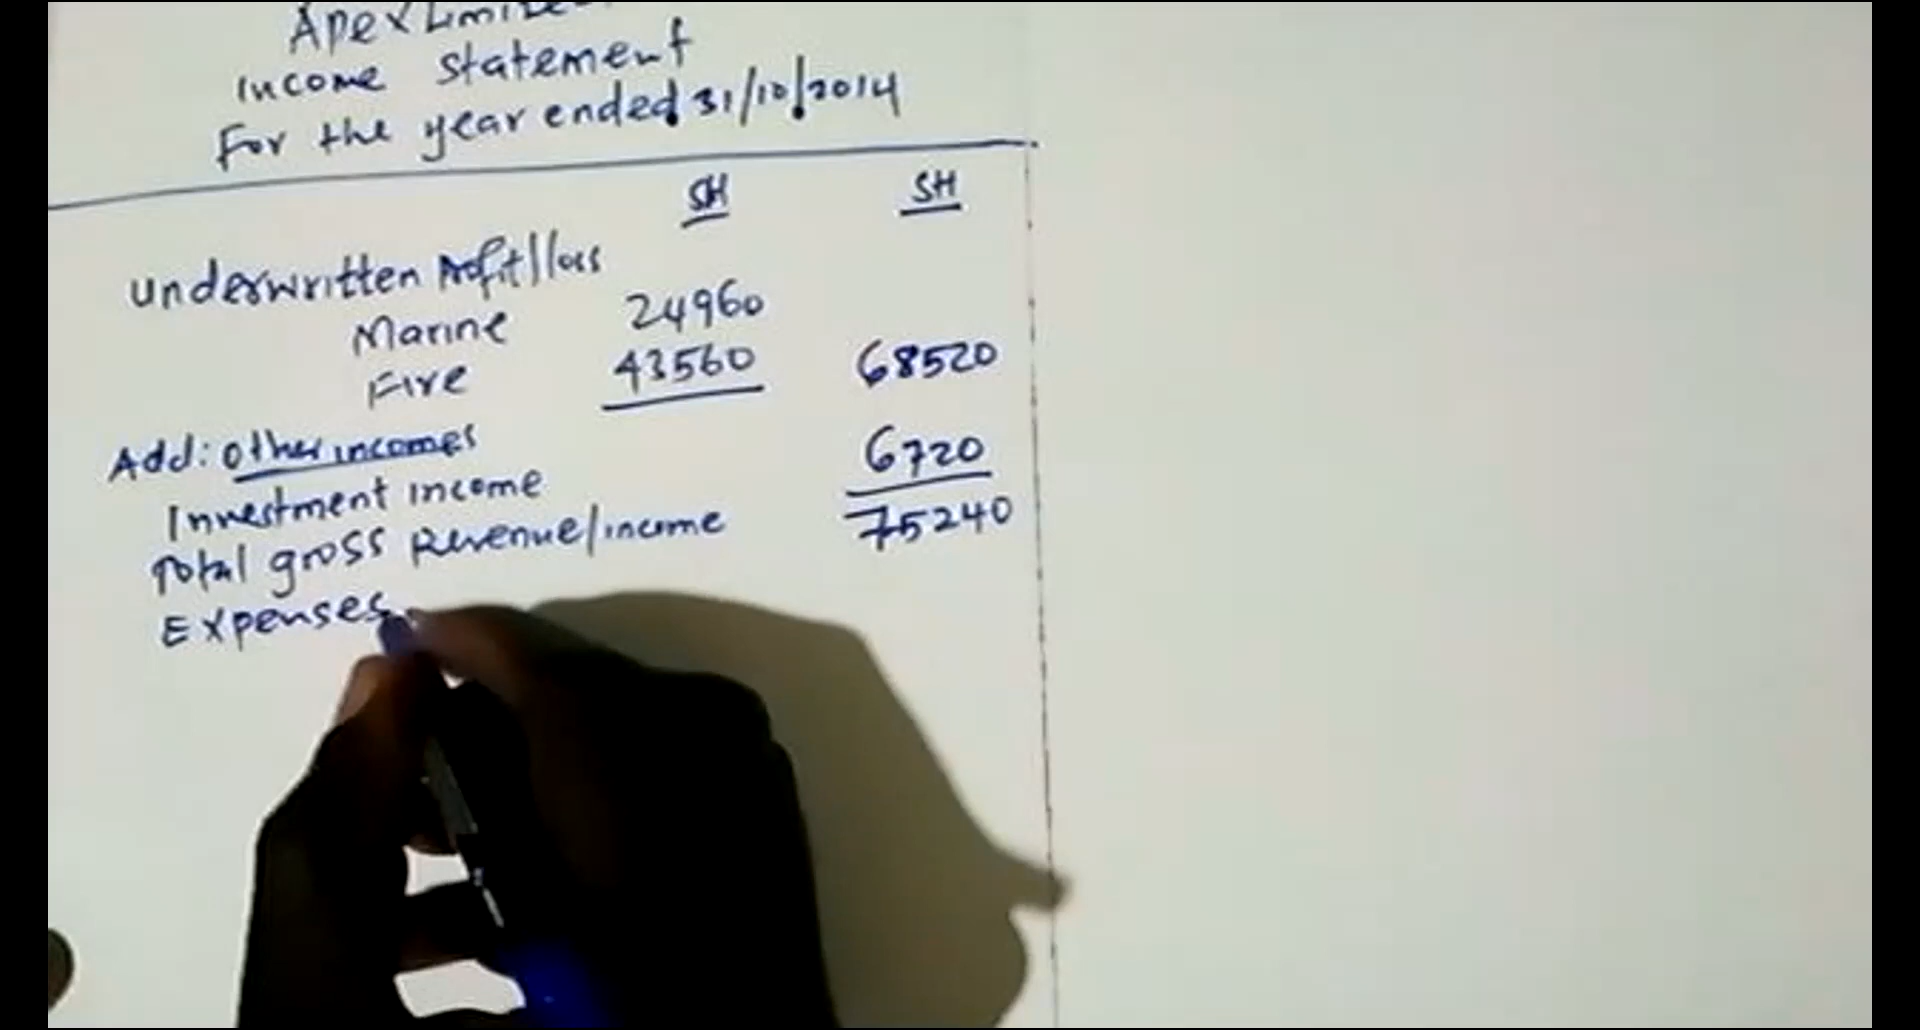 Apex Limited
Income statement
For the year ended 31/10/2014
SH SH
Underwritten Profit/loss
Marine 24960
Fire 43560 68520
Add: other incomes
Investment income 6720
Total gross Revenue/income 75240
Expenses